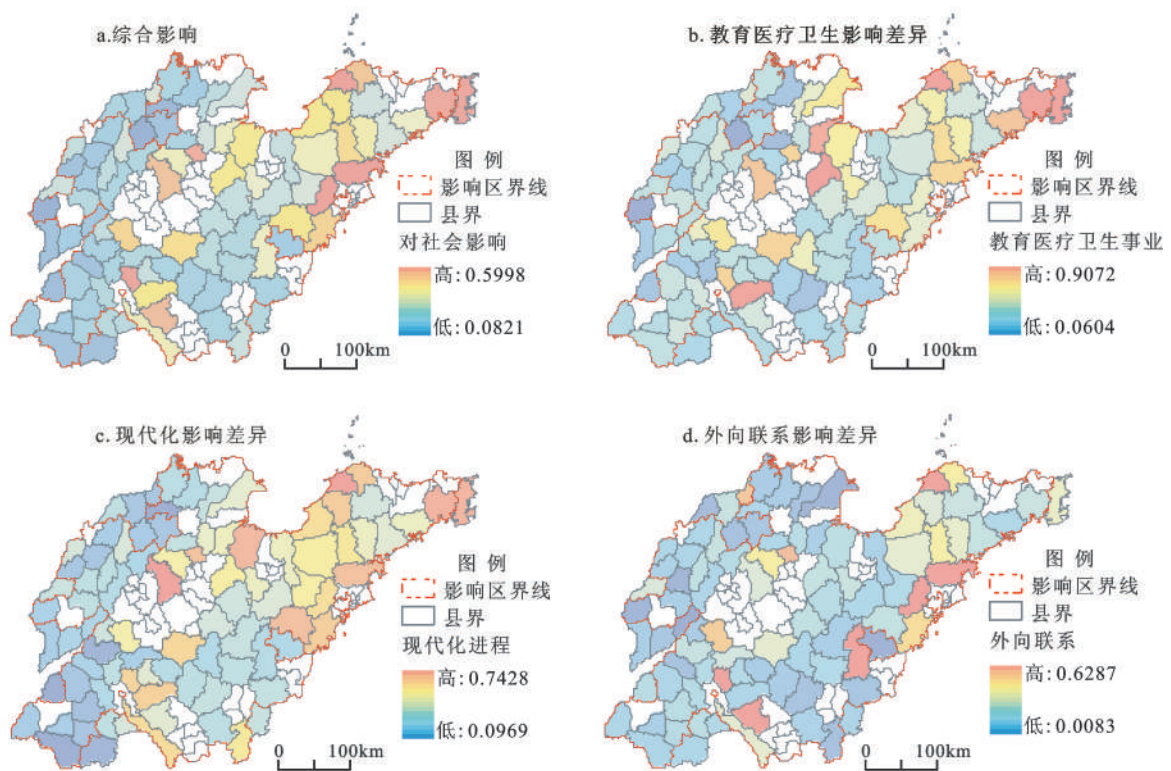 a.综合影响
图 例
影响区界线
县界
对社会影响
高:0.5998
低:0.0821
0 100km
b.教育医疗卫生影响差异
图 例
影响区界线
县界
教育医疗卫生事业
高:0.9072
低:0.0604
0 100km
c.现代化影响差异
图 例
影响区界线
县界
现代化进程
高:0.7428
低:0.0969
0 100km
d.外向联系影响差异
图 例
影响区界线
县界
外向联系
高:0.6287
低:0.0083
0 100km